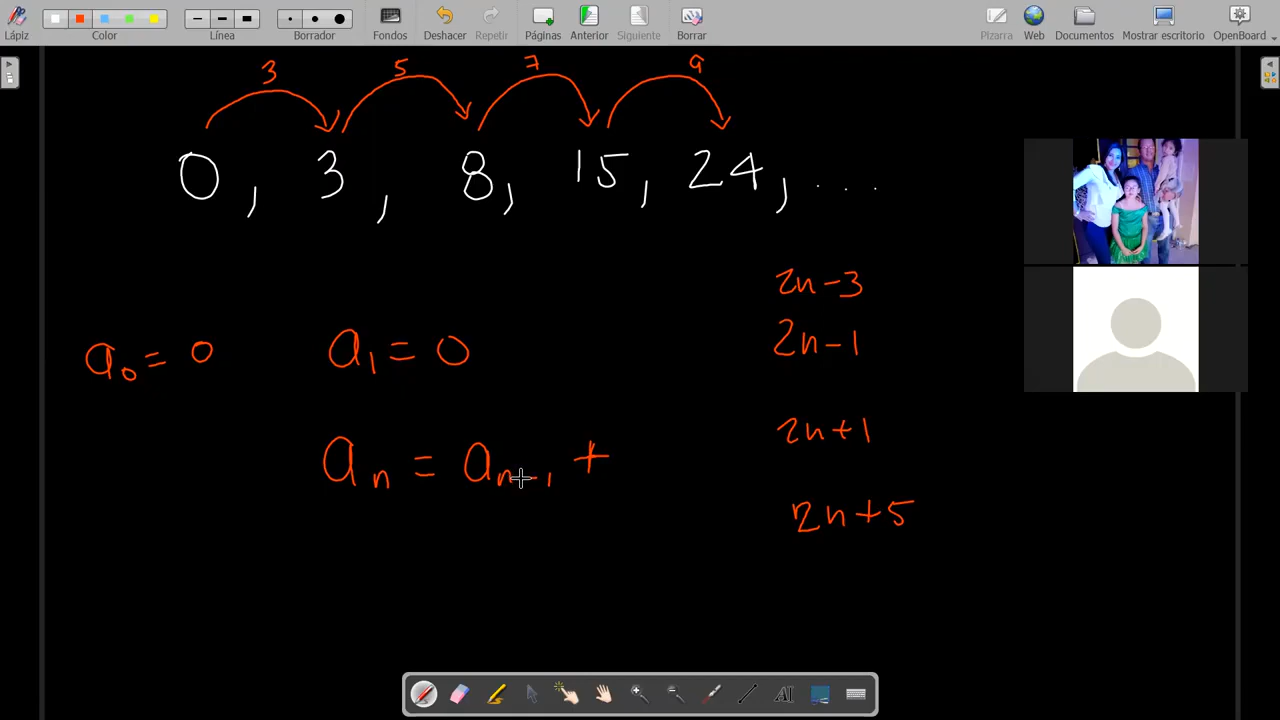 Lápiz Color Línea Borrador Fondos Deshacer Repetir Páginas Anterior Siguiente Borrar Pizarra Web Documentos Mostrar escritorio OpenBoard
3 5 7 9
0, 3, 8, 15, 24, ....
2n-3
2n-1
a₀ = 0 a₁ = 0
2n+1
aₙ = aₙ₋₁ +
2n+5
AI